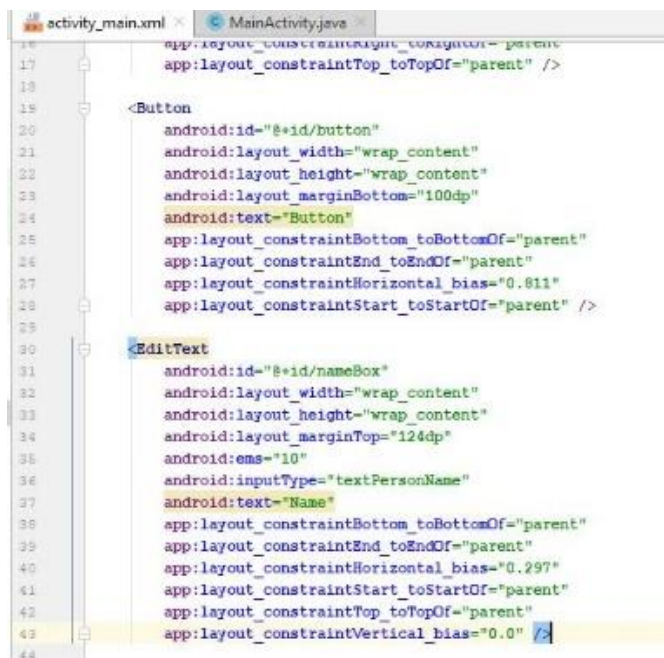 activity_main.xml × MainActivity.java ×
16 app:layout_constraintRight_toRightOf="parent"
17 app:layout_constraintTop_toTopOf="parent" />
18
19 <Button
20 android:id="@+id/button"
21 android:layout_width="wrap_content"
22 android:layout_height="wrap_content"
23 android:layout_marginBottom="100dp"
24 android:text="Button"
25 app:layout_constraintBottom_toBottomOf="parent"
26 app:layout_constraintEnd_toEndOf="parent"
27 app:layout_constraintHorizontal_bias="0.811"
28 app:layout_constraintStart_toStartOf="parent" />
29
30 <EditText
31 android:id="@+id/nameBox"
32 android:layout_width="wrap_content"
33 android:layout_height="wrap_content"
34 android:layout_marginTop="124dp"
35 android:ems="10"
36 android:inputType="textPersonName"
37 android:text="Name"
38 app:layout_constraintBottom_toBottomOf="parent"
39 app:layout_constraintEnd_toEndOf="parent"
40 app:layout_constraintHorizontal_bias="0.297"
41 app:layout_constraintStart_toStartOf="parent"
42 app:layout_constraintTop_toTopOf="parent"
43 app:layout_constraintVertical_bias="0.0" />
44